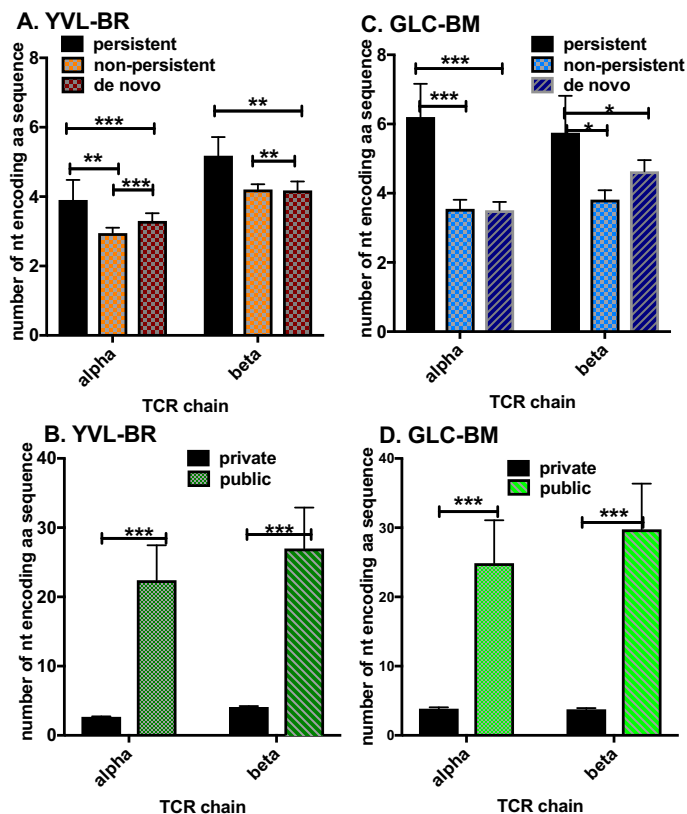 A. YVL-BR
persistent
non-persistent
de novo
number of nt encoding aa sequence
8
6
4
2
0
***
**
***
**
**
alpha
beta
TCR chain
C. GLC-BM
persistent
non-persistent
de novo
number of nt encoding aa sequence
8
6
4
2
0
***
***
*
*
alpha
beta
TCR chain
B. YVL-BR
private
public
number of nt encoding aa sequence
40
30
20
10
0
***
***
alpha
beta
TCR chain
D. GLC-BM
private
public
number of nt encoding aa sequence
40
30
20
10
0
***
***
alpha
beta
TCR chain